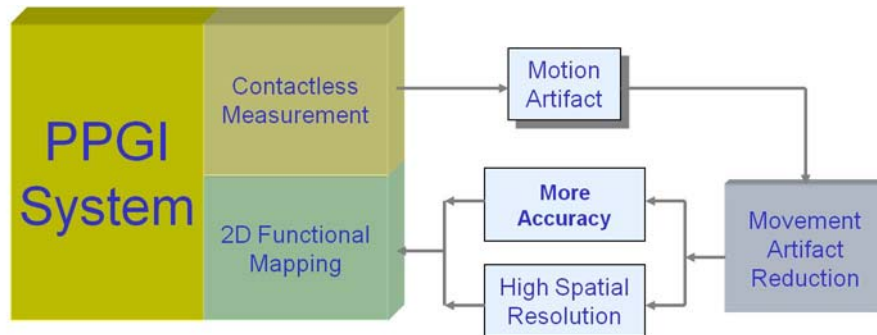 PPGI
System
Contactless
Measurement
2D Functional
Mapping
Motion
Artifact
More
Accuracy
High Spatial
Resolution
Movement
Artifact
Reduction